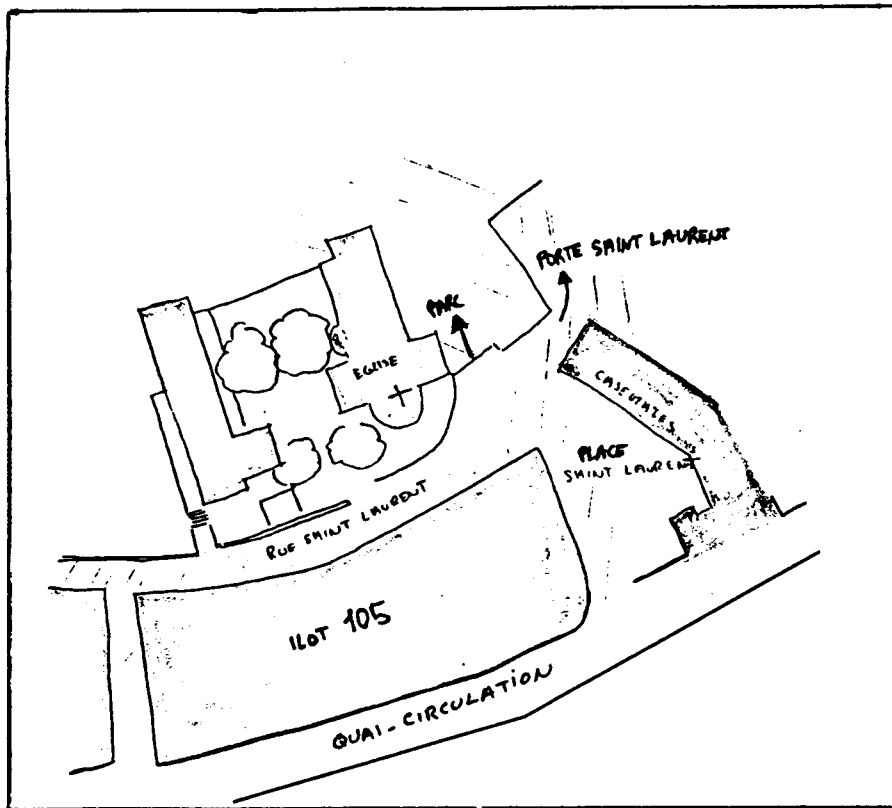 PORTE SAINT LAURENT
PARC
EGLISE
CASEMATES
PLACE
SAINT LAURENT
RUE SAINT LAURENT
ILOT 105
QUAI-CIRCULATION